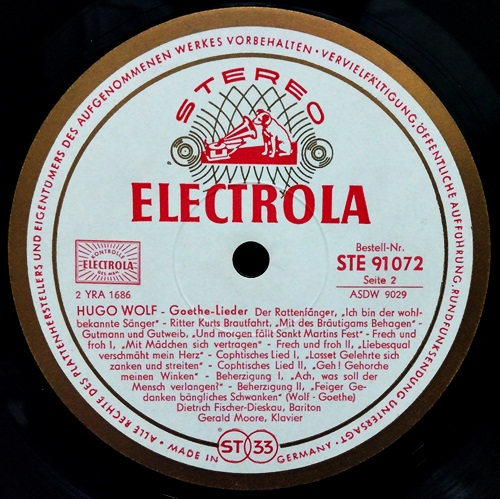 ALLE RECHTE DES PLATTENHERSTELLERS UND EIGENTÜMERS DES AUFGENOMMENEN WERKES VORBEHALTEN · VERVIELFÄLTIGUNG, ÖFFENTLICHE AUFFÜHRUNG, RUNDFUNKSENDUNG UNTERSAGT ·
STEREO
ELECTROLA
KONTROLLE
ELECTROLA
Bestell-Nr.
STE 91072
Seite 2
2 YRA 1686
ASDW 9029
HUGO WOLF - Goethe-Lieder Der Rattenfänger, „Ich bin der wohl-
bekannte Sänger" - Ritter Kurts Brautfahrt, „Mit des Bräutigams Behagen" -
Gutmann und Gutweib, „Und morgen fällt Sankt Martins Fest" - Frech und
froh I, „Mit Mädchen sich vertragen" - Frech und froh II, „Liebesqual
verschmäht mein Herz" - Cophtisches Lied I, „Lasset Gelehrte sich
zanken und streiten" - Cophtisches Lied II, „Geh! Gehorche
meinen Winken" - Beherzigung I, „Ach, was soll der
Mensch verlangen?" - Beherzigung II, „Feiger Ge-
danken bängliches Schwanken" (Wolf - Goethe)
Dietrich Fischer-Dieskau, Bariton
Gerald Moore, Klavier
MADE IN GERMANY
ST 33